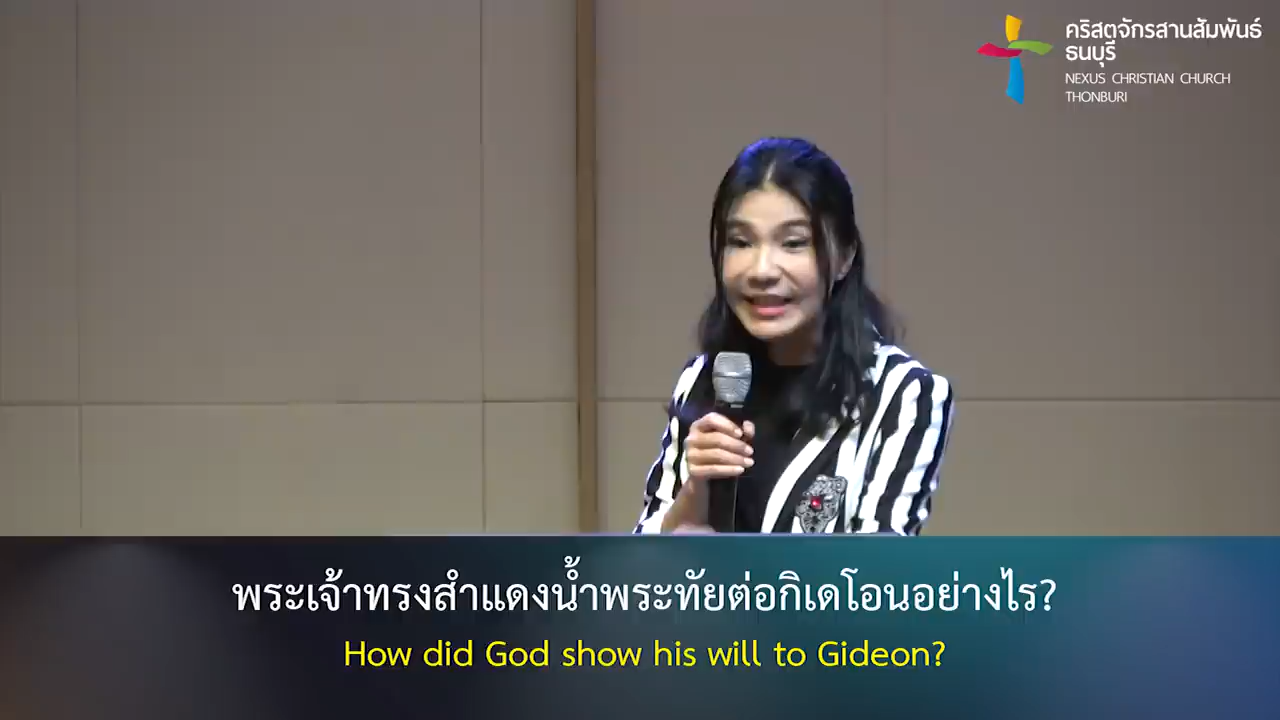 คริสตจักรสานสัมพันธ์
ธนบุรี
NEXUS CHRISTIAN CHURCH
THONBURI
พระเจ้าทรงสำแดงน้ำพระทัยต่อกิเดโอนอย่างไร?
How did God show his will to Gideon?